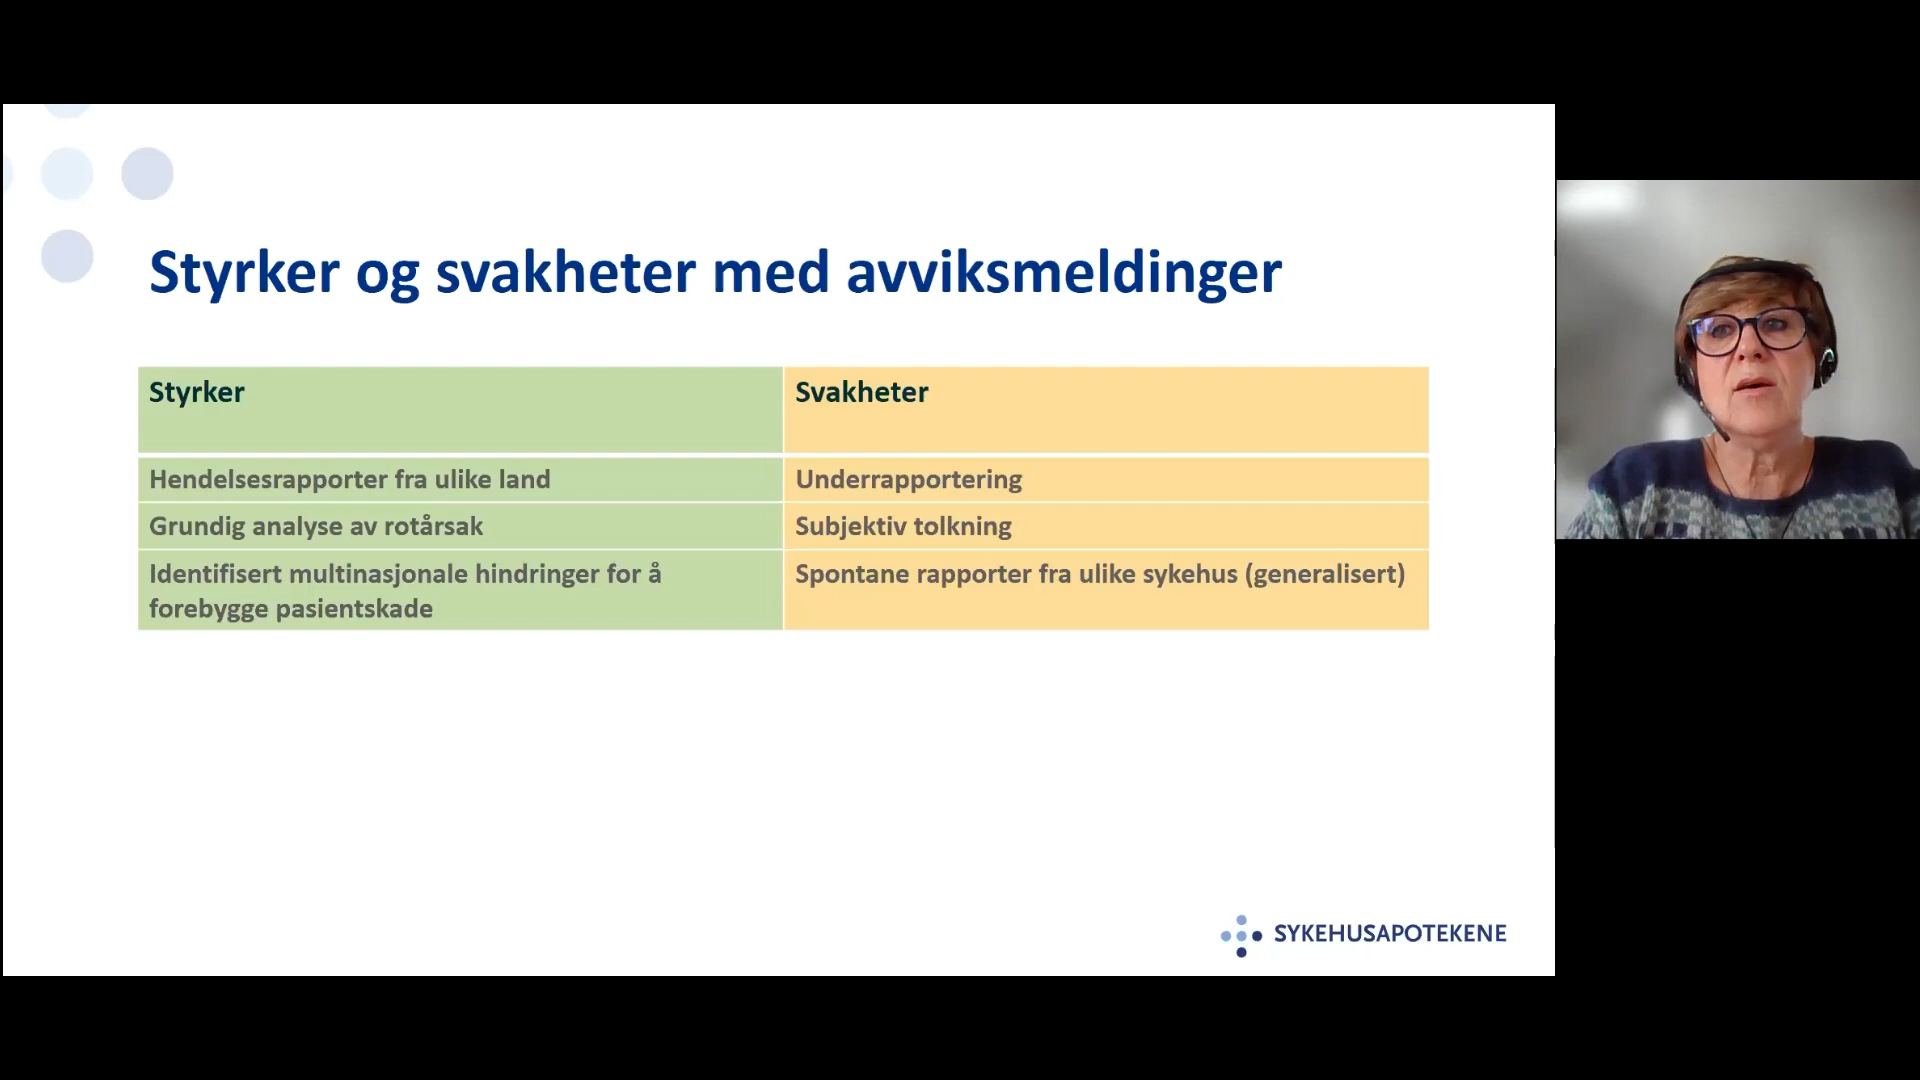 Styrker og svakheter med avviksmeldinger
Styrker
Svakheter
Hendelsesrapporter fra ulike land
Underrapportering
Grundig analyse av rotårsak
Subjektiv tolkning
Identifisert multinasjonale hindringer for å
forebygge pasientskade
Spontane rapporter fra ulike sykehus (generalisert)
SYKEHUSAPOTEKENE